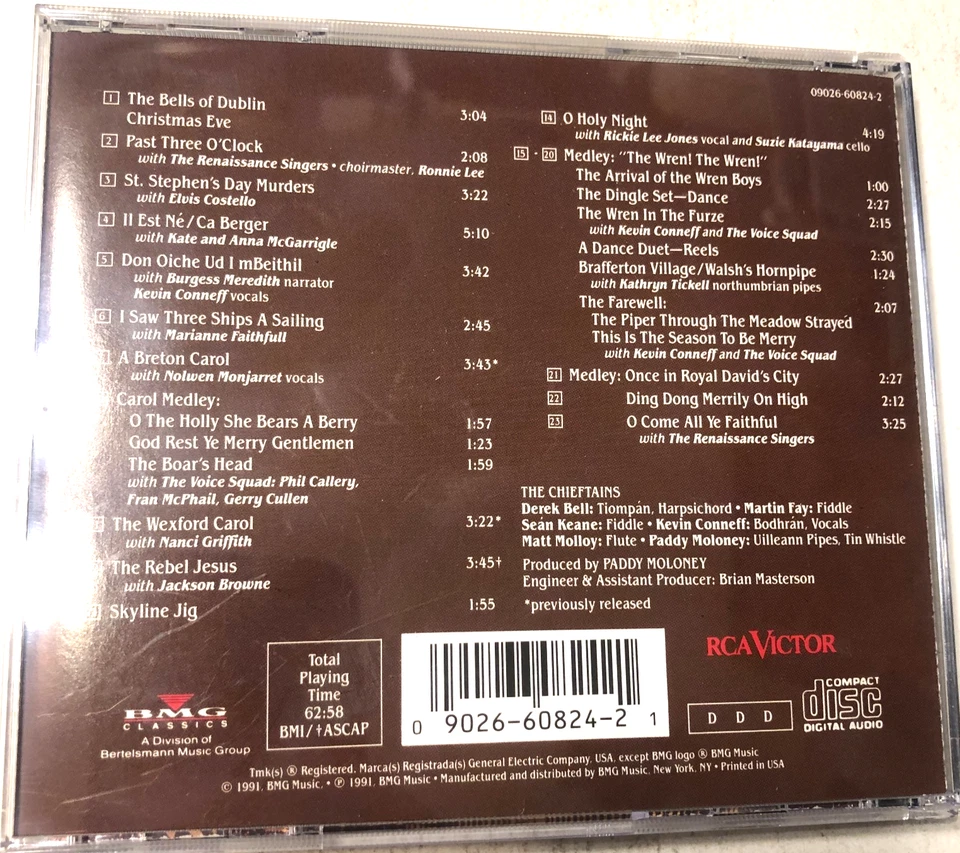 09026-60824-2
1 The Bells of Dublin
Christmas Eve 3:04
2 Past Three O'Clock 2:08
with The Renaissance Singers • choirmaster, Ronnie Lee
3 St. Stephen's Day Murders 3:22
with Elvis Costello
4 Il Est Né/Ca Berger 5:10
with Kate and Anna McGarrigle
5 Don Oiche Ud I mBeithil 3:42
with Burgess Meredith narrator
Kevin Conneff vocals
6 I Saw Three Ships A Sailing 2:45
with Marianne Faithfull
A Breton Carol 3:43*
with Nolwen Monjarret vocals
Carol Medley:
O The Holly She Bears A Berry 1:57
God Rest Ye Merry Gentlemen 1:23
The Boar's Head 1:59
with The Voice Squad: Phil Callery,
Fran McPhail, Gerry Cullen
The Wexford Carol 3:22*
with Nanci Griffith
The Rebel Jesus 3:45†
with Jackson Browne
Skyline Jig 1:55
14 O Holy Night 4:19
with Rickie Lee Jones vocal and Suzie Katayama cello
15 - 20 Medley: "The Wren! The Wren!"
The Arrival of the Wren Boys 1:00
The Dingle Set—Dance 2:27
The Wren In The Furze 2:15
with Kevin Conneff and The Voice Squad
A Dance Duet—Reels 2:30
Brafferton Village/Walsh's Hornpipe 1:24
with Kathryn Tickell northumbrian pipes
The Farewell: 2:07
The Piper Through The Meadow Strayed
This Is The Season To Be Merry
with Kevin Conneff and The Voice Squad
21 Medley: Once in Royal David's City 2:27
22 Ding Dong Merrily On High 2:12
23 O Come All Ye Faithful 3:25
with The Renaissance Singers
THE CHIEFTAINS
Derek Bell: Tiompán, Harpsichord • Martin Fay: Fiddle
Seán Keane: Fiddle • Kevin Conneff: Bodhrán, Vocals
Matt Molloy: Flute • Paddy Moloney: Uilleann Pipes, Tin Whistle
Produced by PADDY MOLONEY
Engineer & Assistant Producer: Brian Masterson
*previously released
BMG
CLASSICS
A Division of
Bertelsmann Music Group
Total
Playing
Time
62:58
BMI/†ASCAP
0 9026-60824-2 1
RCA VICTOR
D D D
COMPACT
disc
DIGITAL AUDIO
Tmk(s) ® Registered. Marca(s) Registrada(s) General Electric Company, USA, except BMG logo ® BMG Music
© 1991, BMG Music. • ℗ 1991, BMG Music • Manufactured and distributed by BMG Music, New York, NY • Printed in USA